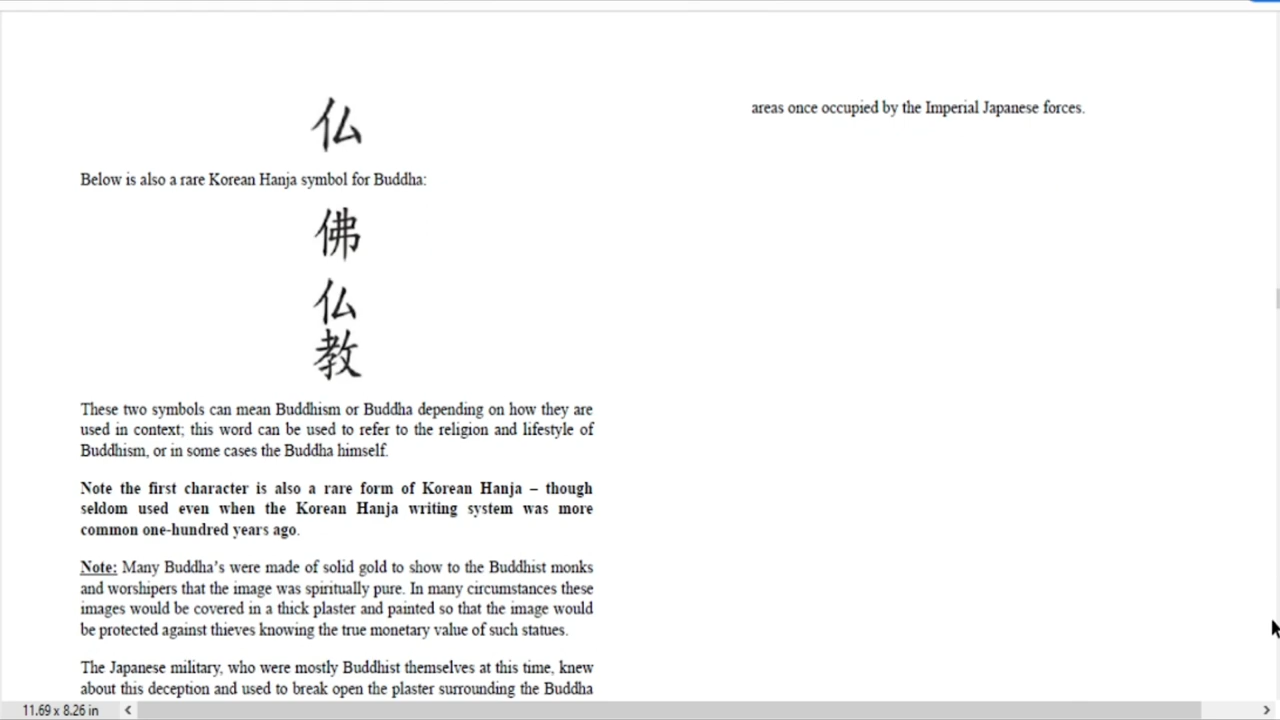 仏
Below is also a rare Korean Hanja symbol for Buddha:
佛
仏
教
These two symbols can mean Buddhism or Buddha depending on how they are
used in context; this word can be used to refer to the religion and lifestyle of
Buddhism, or in some cases the Buddha himself.
Note the first character is also a rare form of Korean Hanja – though
seldom used even when the Korean Hanja writing system was more
common one-hundred years ago.
Note: Many Buddha’s were made of solid gold to show to the Buddhist monks
and worshipers that the image was spiritually pure. In many circumstances these
images would be covered in a thick plaster and painted so that the image would
be protected against thieves knowing the true monetary value of such statues.
The Japanese military, who were mostly Buddhist themselves at this time, knew
about this deception and used to break open the plaster surrounding the Buddha
areas once occupied by the Imperial Japanese forces.
11.69 x 8.26 in